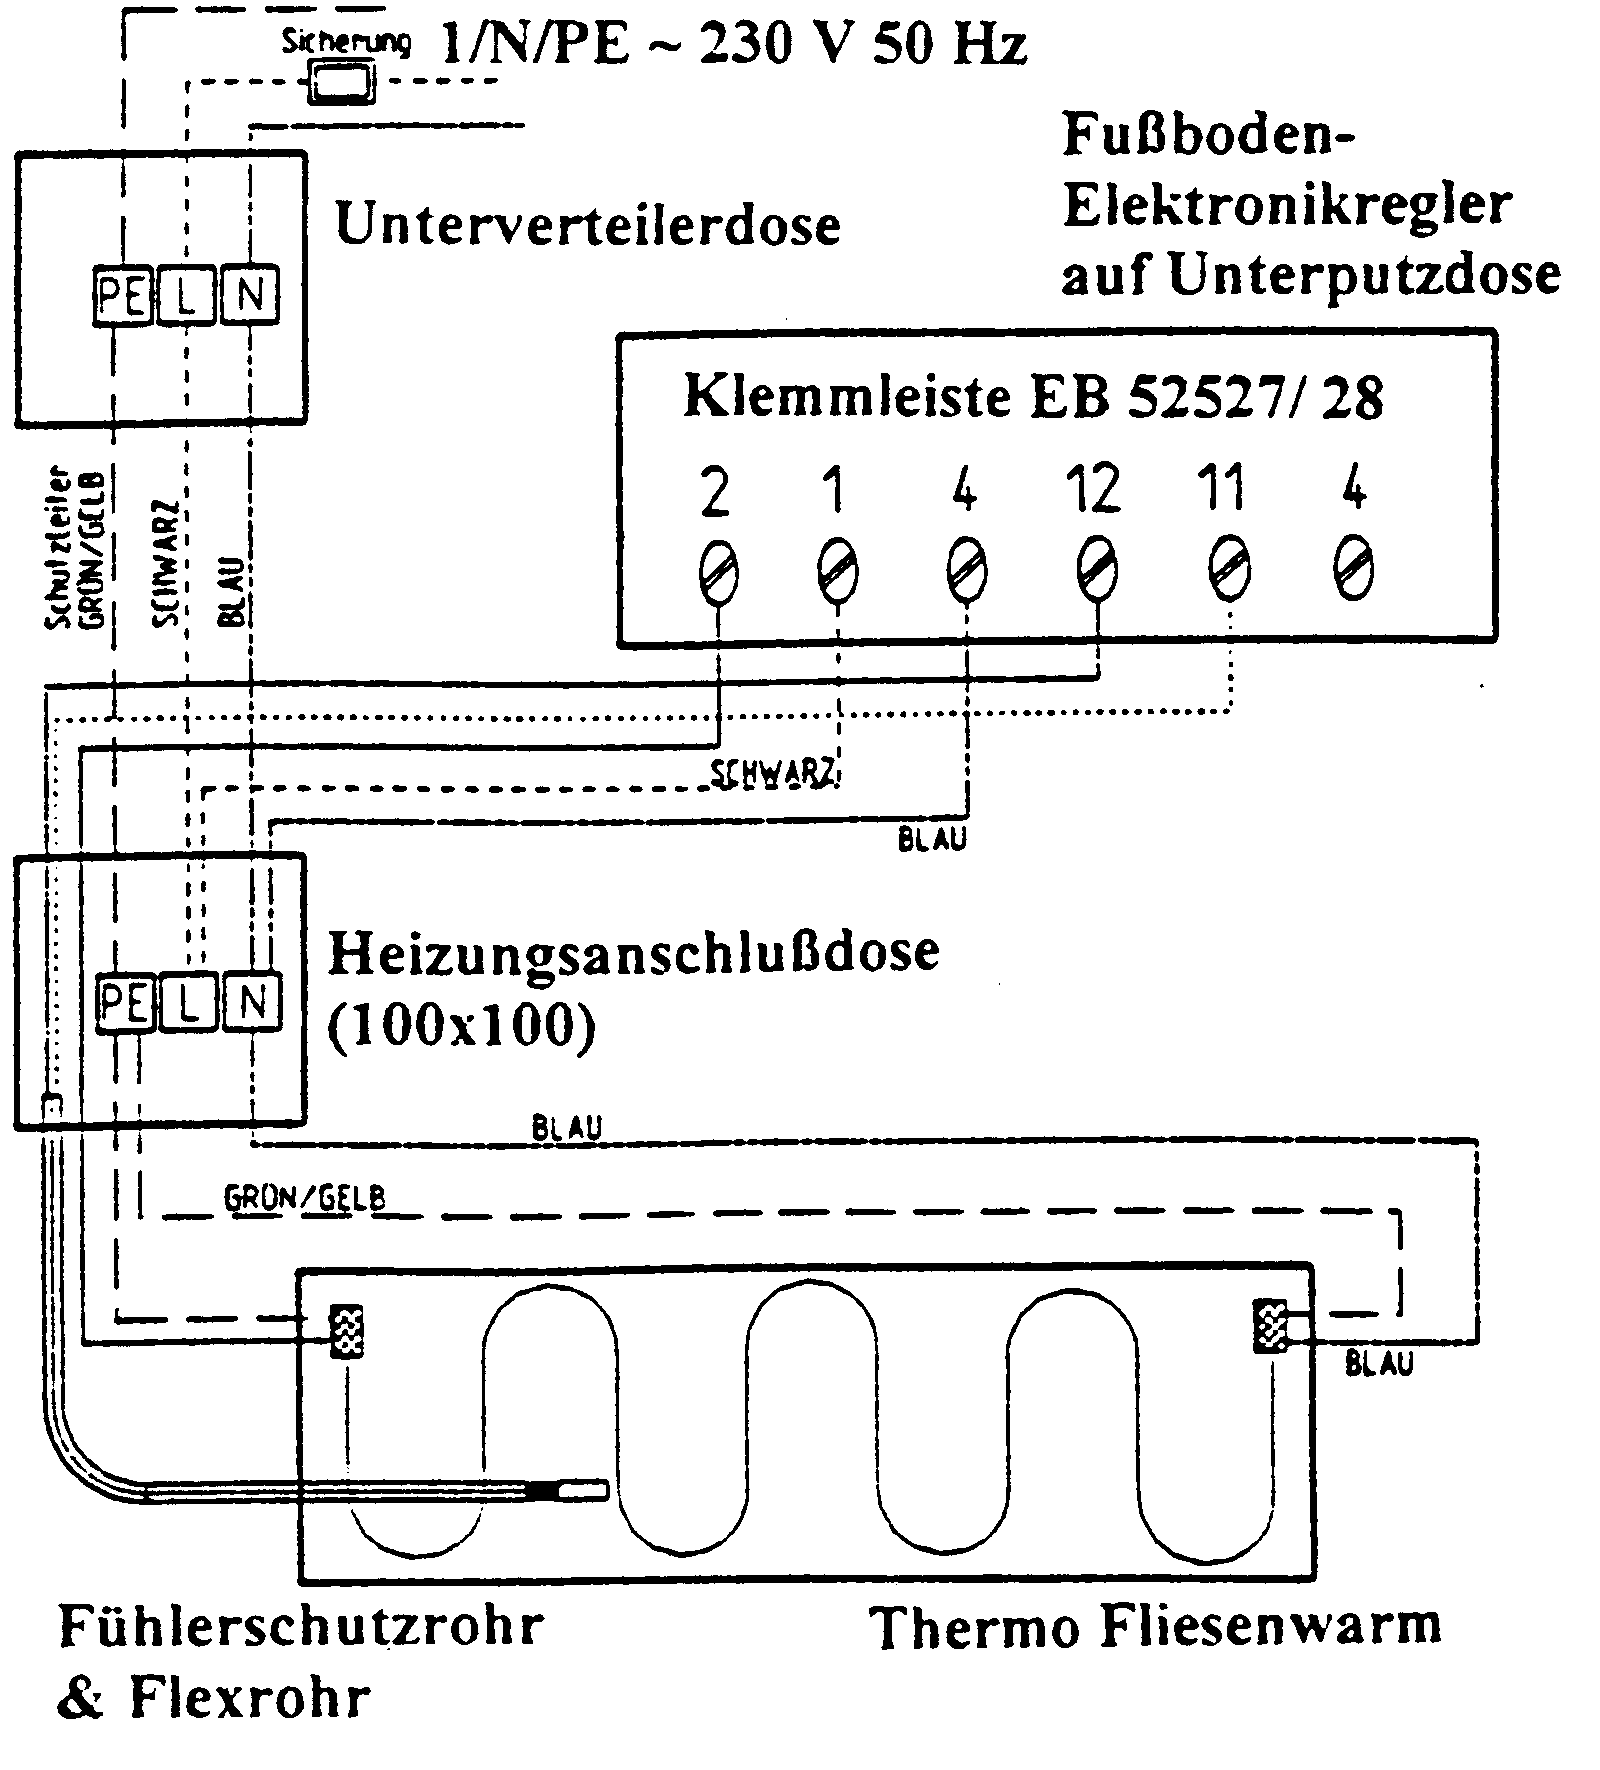 Sicherung
1/N/PE ~ 230 V 50 Hz
Fußboden-
Elektronikregler
auf Unterputzdose
Unterverteilerdose
PE L N
Klemmleiste EB 52527/ 28
2 1 4 12 11 4
Schutzleiter
GRÜN/GELB
SCHWARZ
BLAU
SCHWARZ
BLAU
Heizungsanschlußdose
(100x100)
PE L N
BLAU
GRÜN/GELB
BLAU
Fühlerschutzrohr
& Flexrohr
Thermo Fliesenwarm